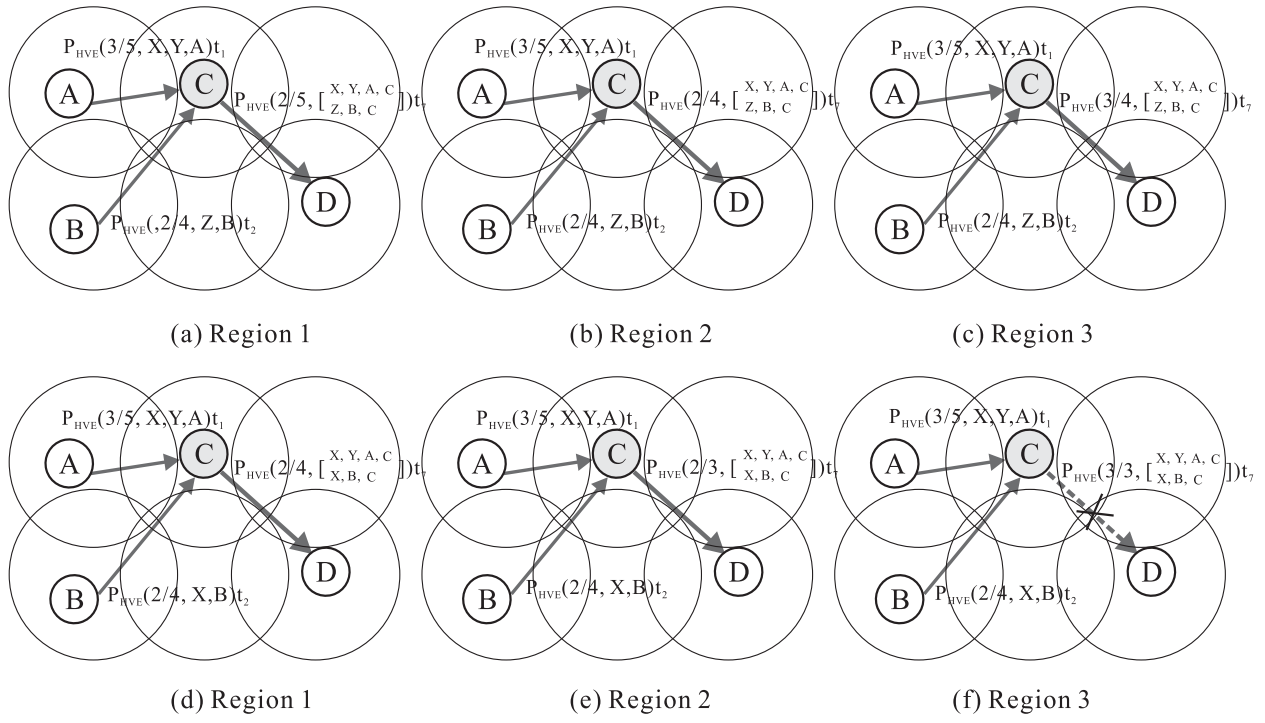 P_HVE(3/5, X,Y,A)t_1
A
C
P_HVE(2/5, [X, Y, A, C
Z, B, C])t_7
B
P_HVE(,2/4, Z,B)t_2
D
(a) Region 1
P_HVE(3/5, X,Y,A)t_1
A
C
P_HVE(2/4, [X, Y, A, C
Z, B, C])t_7
B
P_HVE(2/4, Z,B)t_2
D
(b) Region 2
P_HVE(3/5, X,Y,A)t_1
A
C
P_HVE(3/4, [X, Y, A, C
Z, B, C])t_7
B
P_HVE(2/4, Z,B)t_2
D
(c) Region 3
P_HVE(3/5, X,Y,A)t_1
A
C
P_HVE(2/4, [X, Y, A, C
X, B, C])t_7
B
P_HVE(2/4, X,B)t_2
D
(d) Region 1
P_HVE(3/5, X,Y,A)t_1
A
C
P_HVE(2/3, [X, Y, A, C
X, B, C])t
B
P_HVE(2/4, X,B)t_2
D
(e) Region 2
P_HVE(3/5, X,Y,A)t_1
A
C
P_HVE(3/3, [X, Y, A, C
X, B, C])t_7
B
P_HVE(2/4, X,B)t_2
D
(f) Region 3